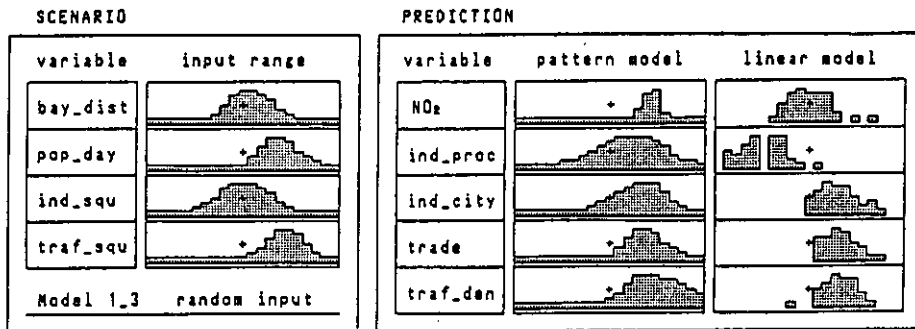 SCENARIO
variable input range
bay_dist
pop_day
ind_squ
traf_squ
Model 1_3 random input
PREDICTION
variable pattern model linear model
NO₂
ind_proc
ind_city
trade
traf_den